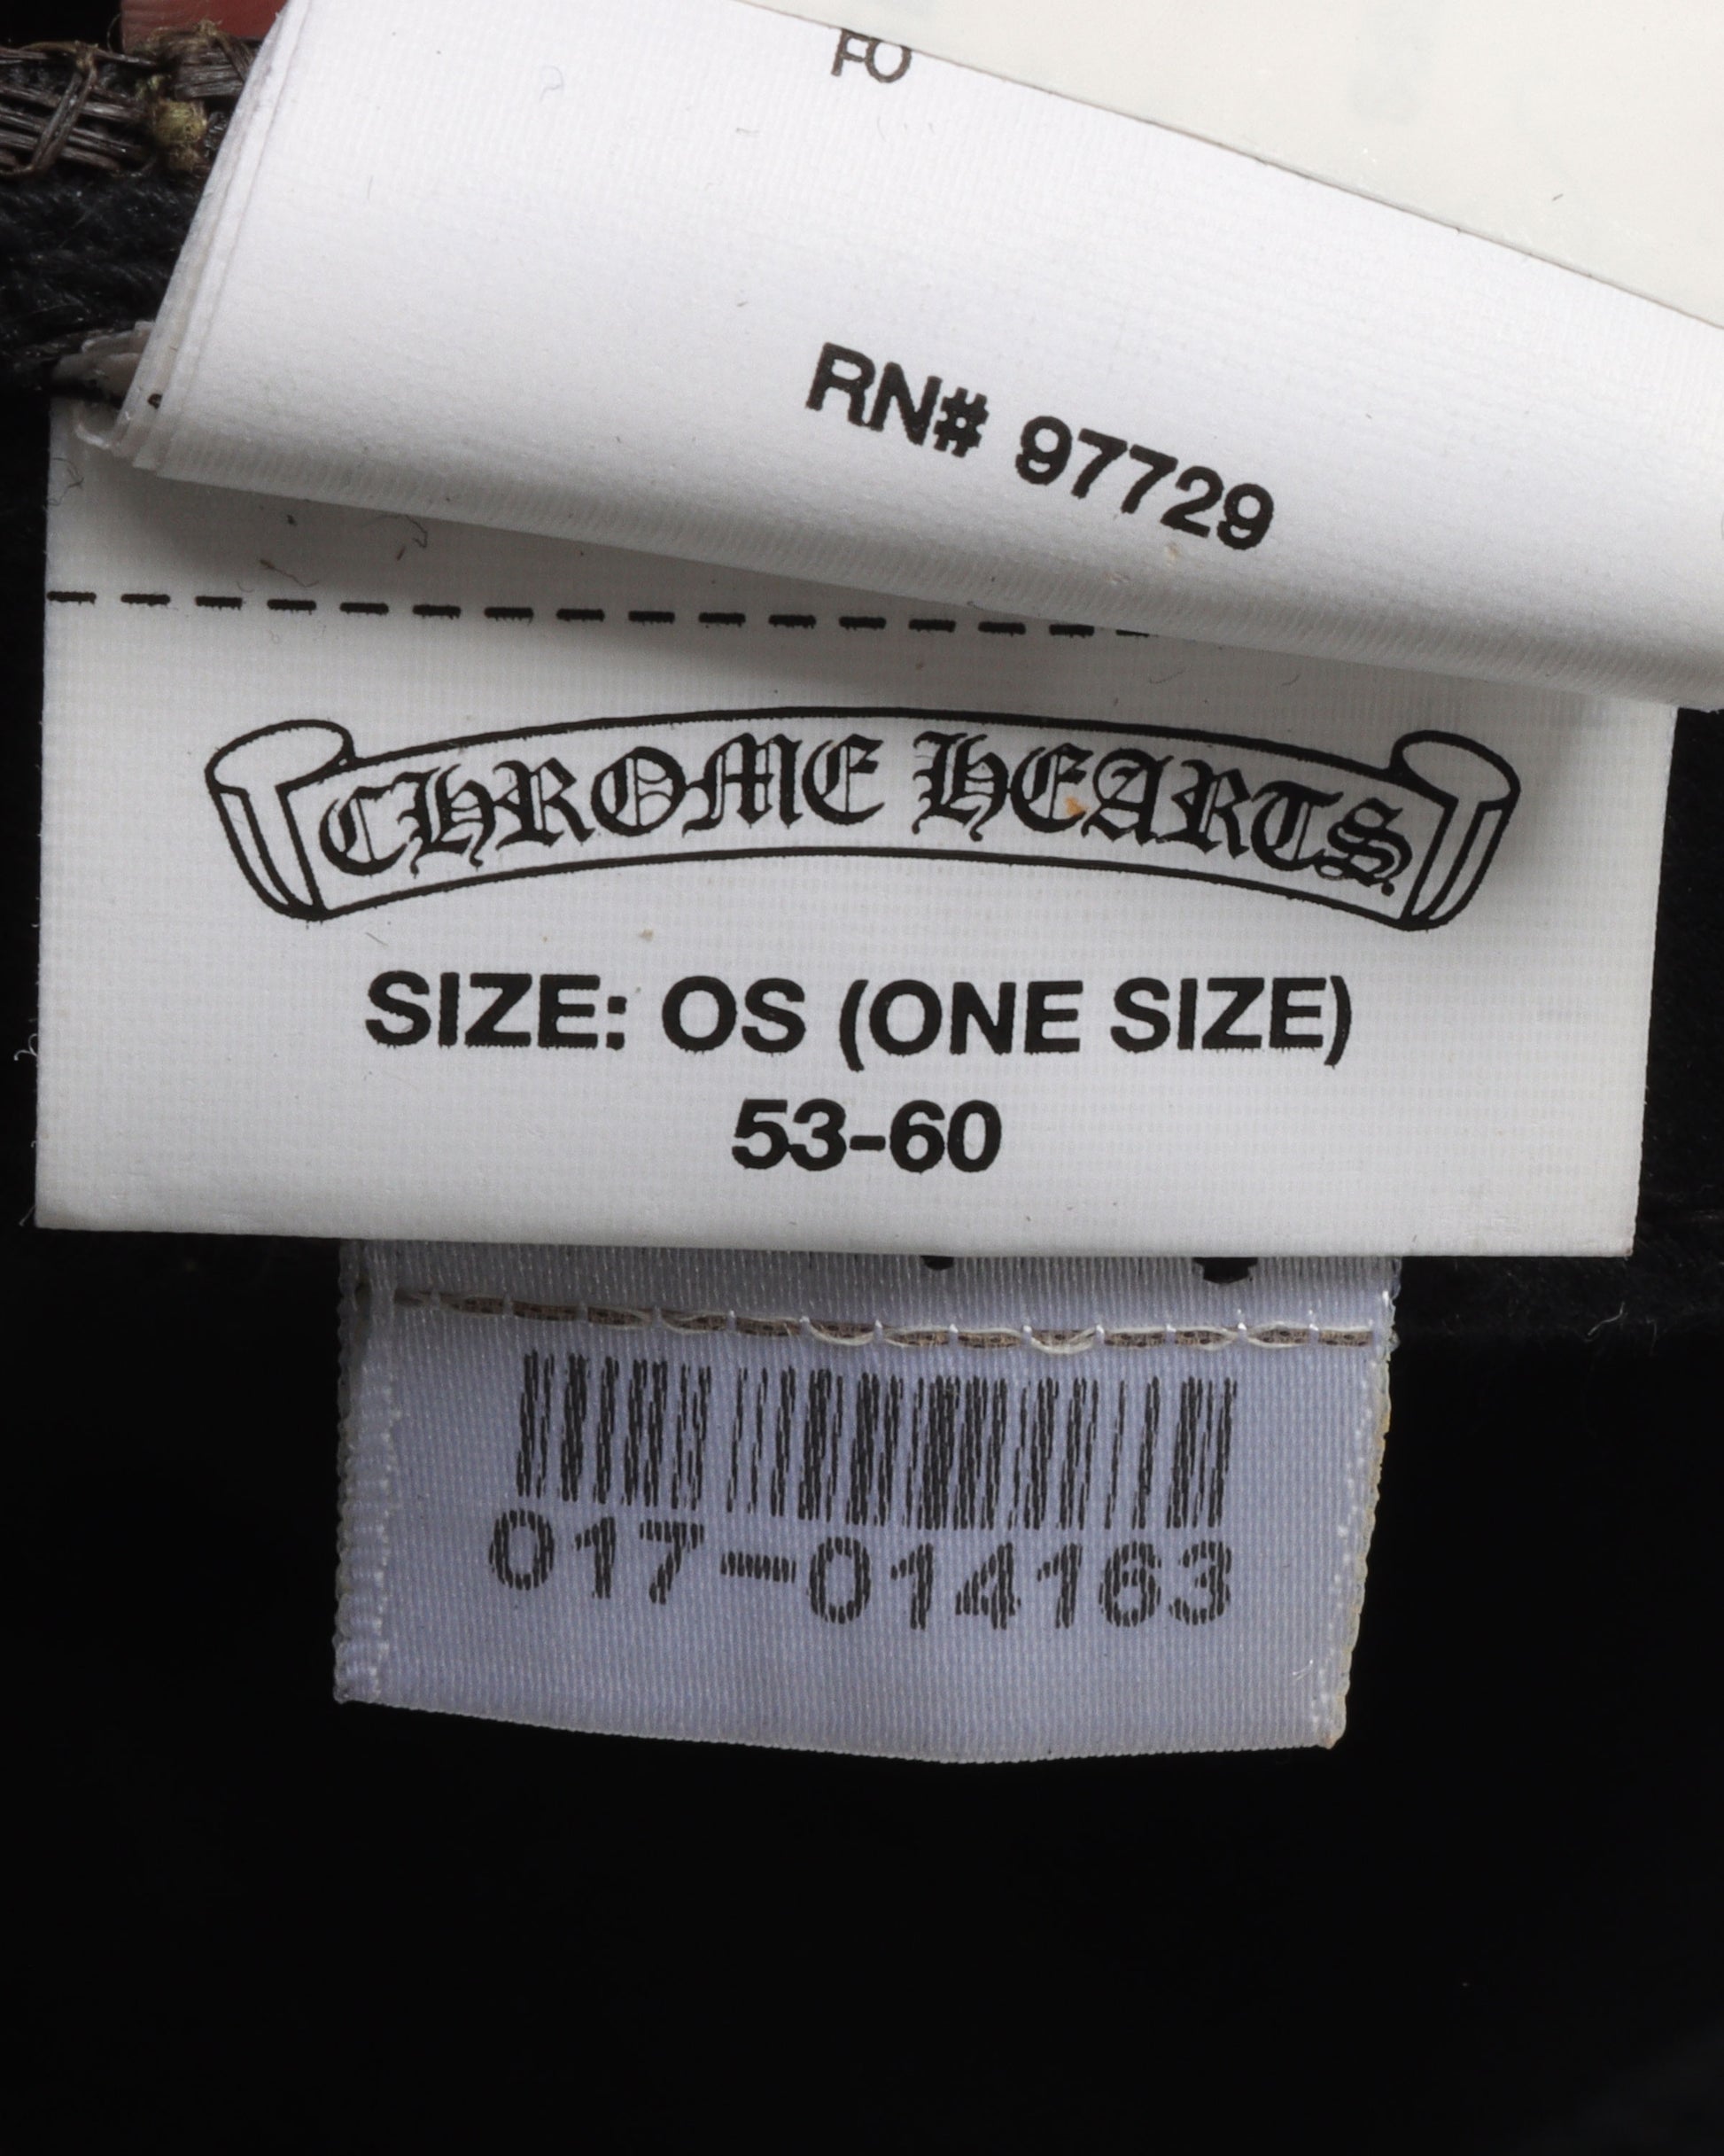 FO
RN# 97729
CHROME HEARTS
SIZE: OS (ONE SIZE)
53-60
017-014163